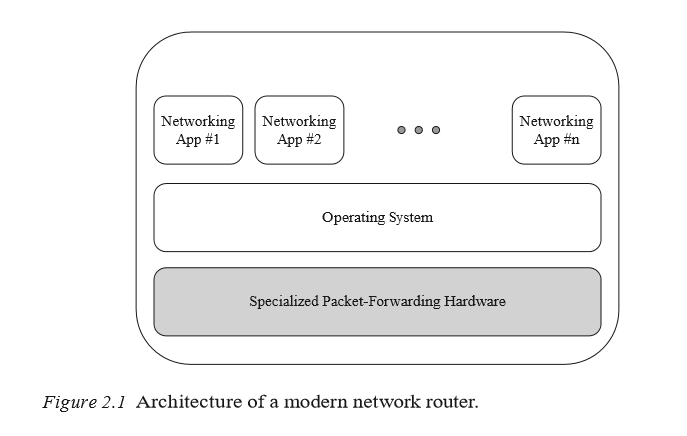 Networking Networking Networking
App #1 App #2 App #n
Operating System
Specialized Packet-Forwarding Hardware
Figure 2.1 Architecture of a modern network router.